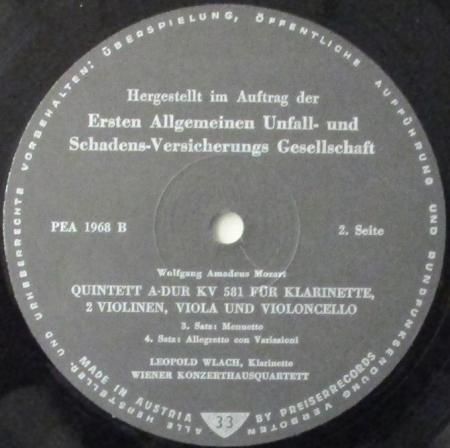 ALLE HERSTELLER- UND URHEBERRECHTE VORBEHALTEN; ÜBERSPIELUNG, ÖFFENTLICHE AUFFÜHRUNG UND RUNDFUNKSENDUNG VERBOTEN
Hergestellt im Auftrag der
Ersten Allgemeinen Unfall- und
Schadens-Versicherungs Gesellschaft
PEA 1968 B
2. Seite
Wolfgang Amadeus Mozart
QUINTETT A-DUR KV 581 FÜR KLARINETTE,
2 VIOLINEN, VIOLA UND VIOLONCELLO
3. Satz: Mennetto
4. Satz: Allegretto con Variazioni
LEOPOLD WLACH, Klarinette
WIENER KONZERTHAUSQUARTETT
MADE IN AUSTRIA 33 BY PREISERRECORDS